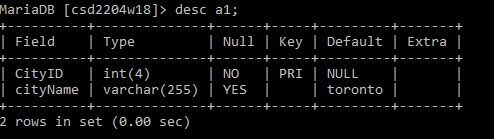 MariaDB [csd2204w18]> desc a1;
+----------+--------------+------+-----+---------+-------+
| Field    | Type         | Null | Key | Default | Extra |
+----------+--------------+------+-----+---------+-------+
| CityID   | int(4)       | NO   | PRI | NULL    |       |
| cityName | varchar(255) | YES  |     | toronto |       |
+----------+--------------+------+-----+---------+-------+
2 rows in set (0.00 sec)